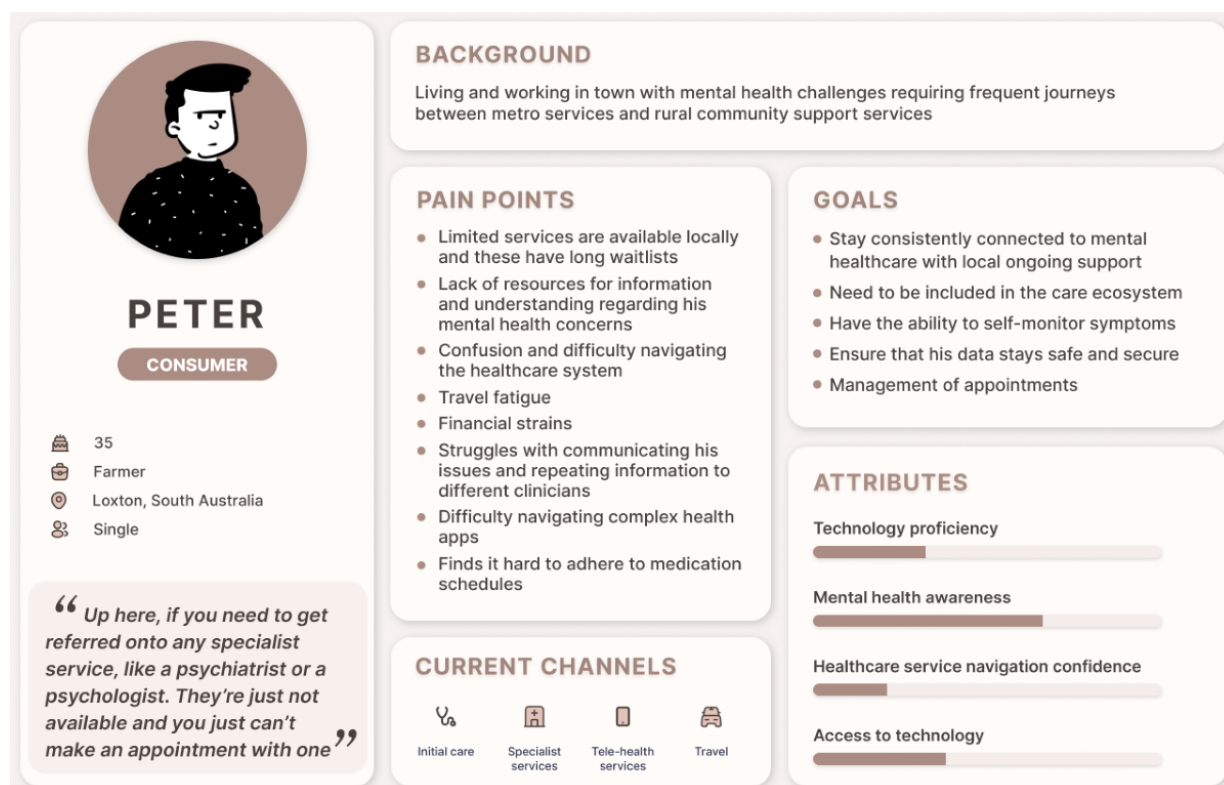 PETER
CONSUMER
35
Farmer
Loxton, South Australia
Single
“ Up here, if you need to get
referred onto any specialist
service, like a psychiatrist or a
psychologist. They’re just not
available and you just can’t
make an appointment with one ”
BACKGROUND
Living and working in town with mental health challenges requiring frequent journeys
between metro services and rural community support services
PAIN POINTS
• Limited services are available locally
and these have long waitlists
• Lack of resources for information
and understanding regarding his
mental health concerns
• Confusion and difficulty navigating
the healthcare system
• Travel fatigue
• Financial strains
• Struggles with communicating his
issues and repeating information to
different clinicians
• Difficulty navigating complex health
apps
• Finds it hard to adhere to medication
schedules
CURRENT CHANNELS
Initial care
Specialist
services
Tele-health
services
Travel
GOALS
• Stay consistently connected to mental
healthcare with local ongoing support
• Need to be included in the care ecosystem
• Have the ability to self-monitor symptoms
• Ensure that his data stays safe and secure
• Management of appointments
ATTRIBUTES
Technology proficiency
Mental health awareness
Healthcare service navigation confidence
Access to technology